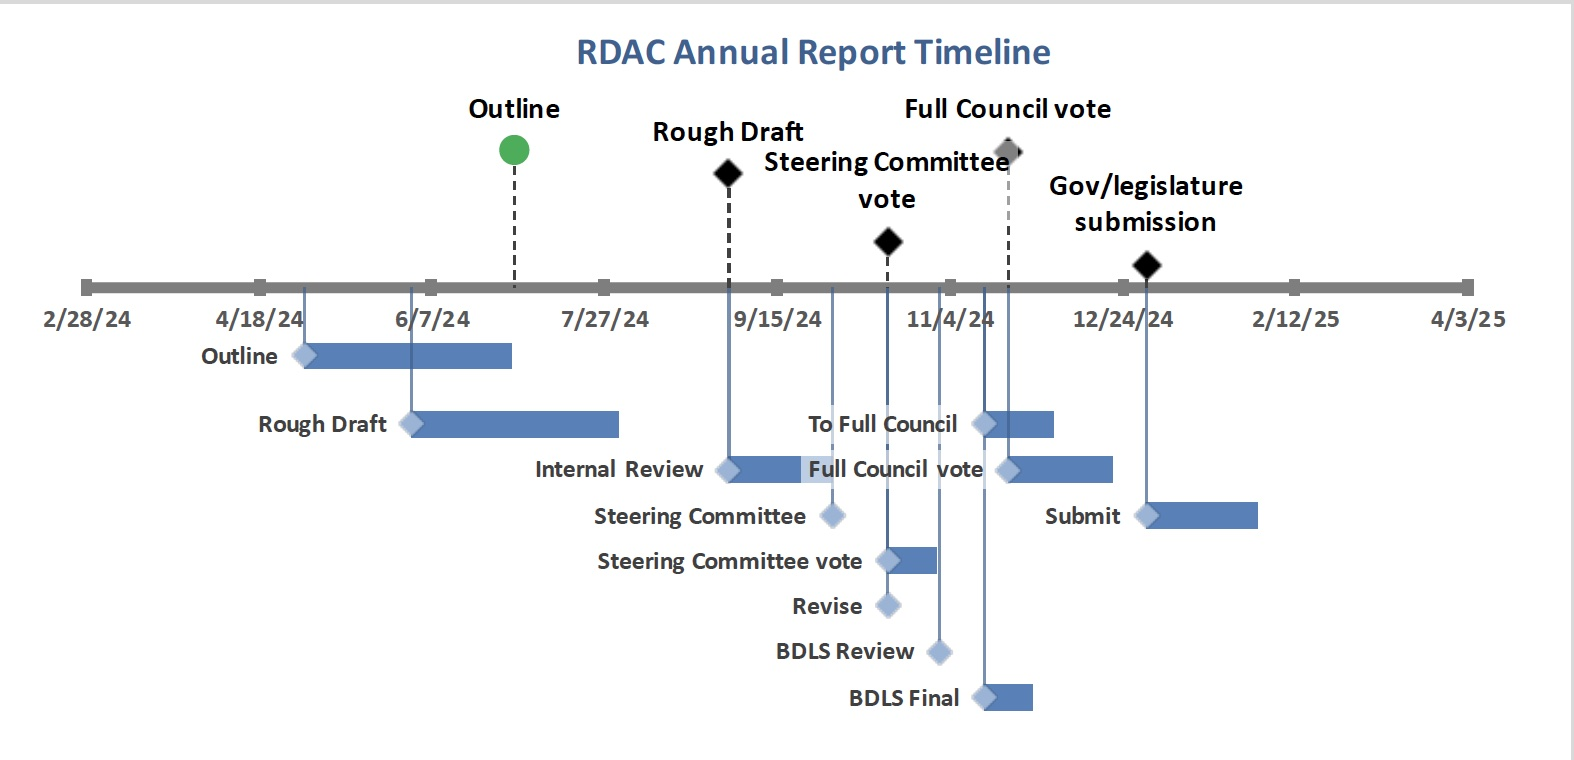 RDAC Annual Report Timeline
Outline
Full Council vote
Rough Draft
Steering Committee
vote
Gov/legislature
submission
2/28/24
4/18/24
6/7/24
7/27/24
9/15/24
11/4/24
12/24/24
2/12/25
4/3/25
Outline
Rough Draft
To Full Council
Internal Review
Full Council vote
Steering Committee
Submit
Steering Committee vote
Revise
BDLS Review
BDLS Final